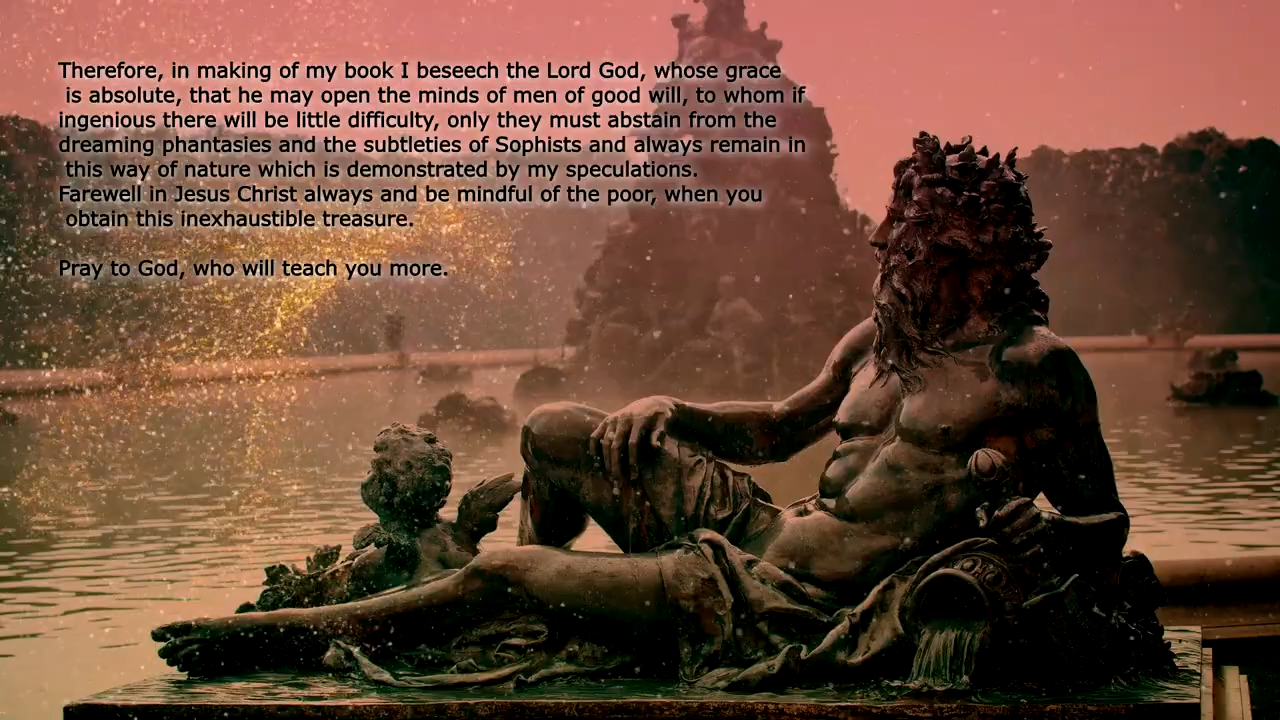 Therefore, in making of my book I beseech the Lord God, whose grace
is absolute, that he may open the minds of men of good will, to whom if
ingenious there will be little difficulty, only they must abstain from the
dreaming phantasies and the subtleties of Sophists and always remain in
this way of nature which is demonstrated by my speculations.
Farewell in Jesus Christ always and be mindful of the poor, when you
obtain this inexhaustible treasure.
Pray to God, who will teach you more.